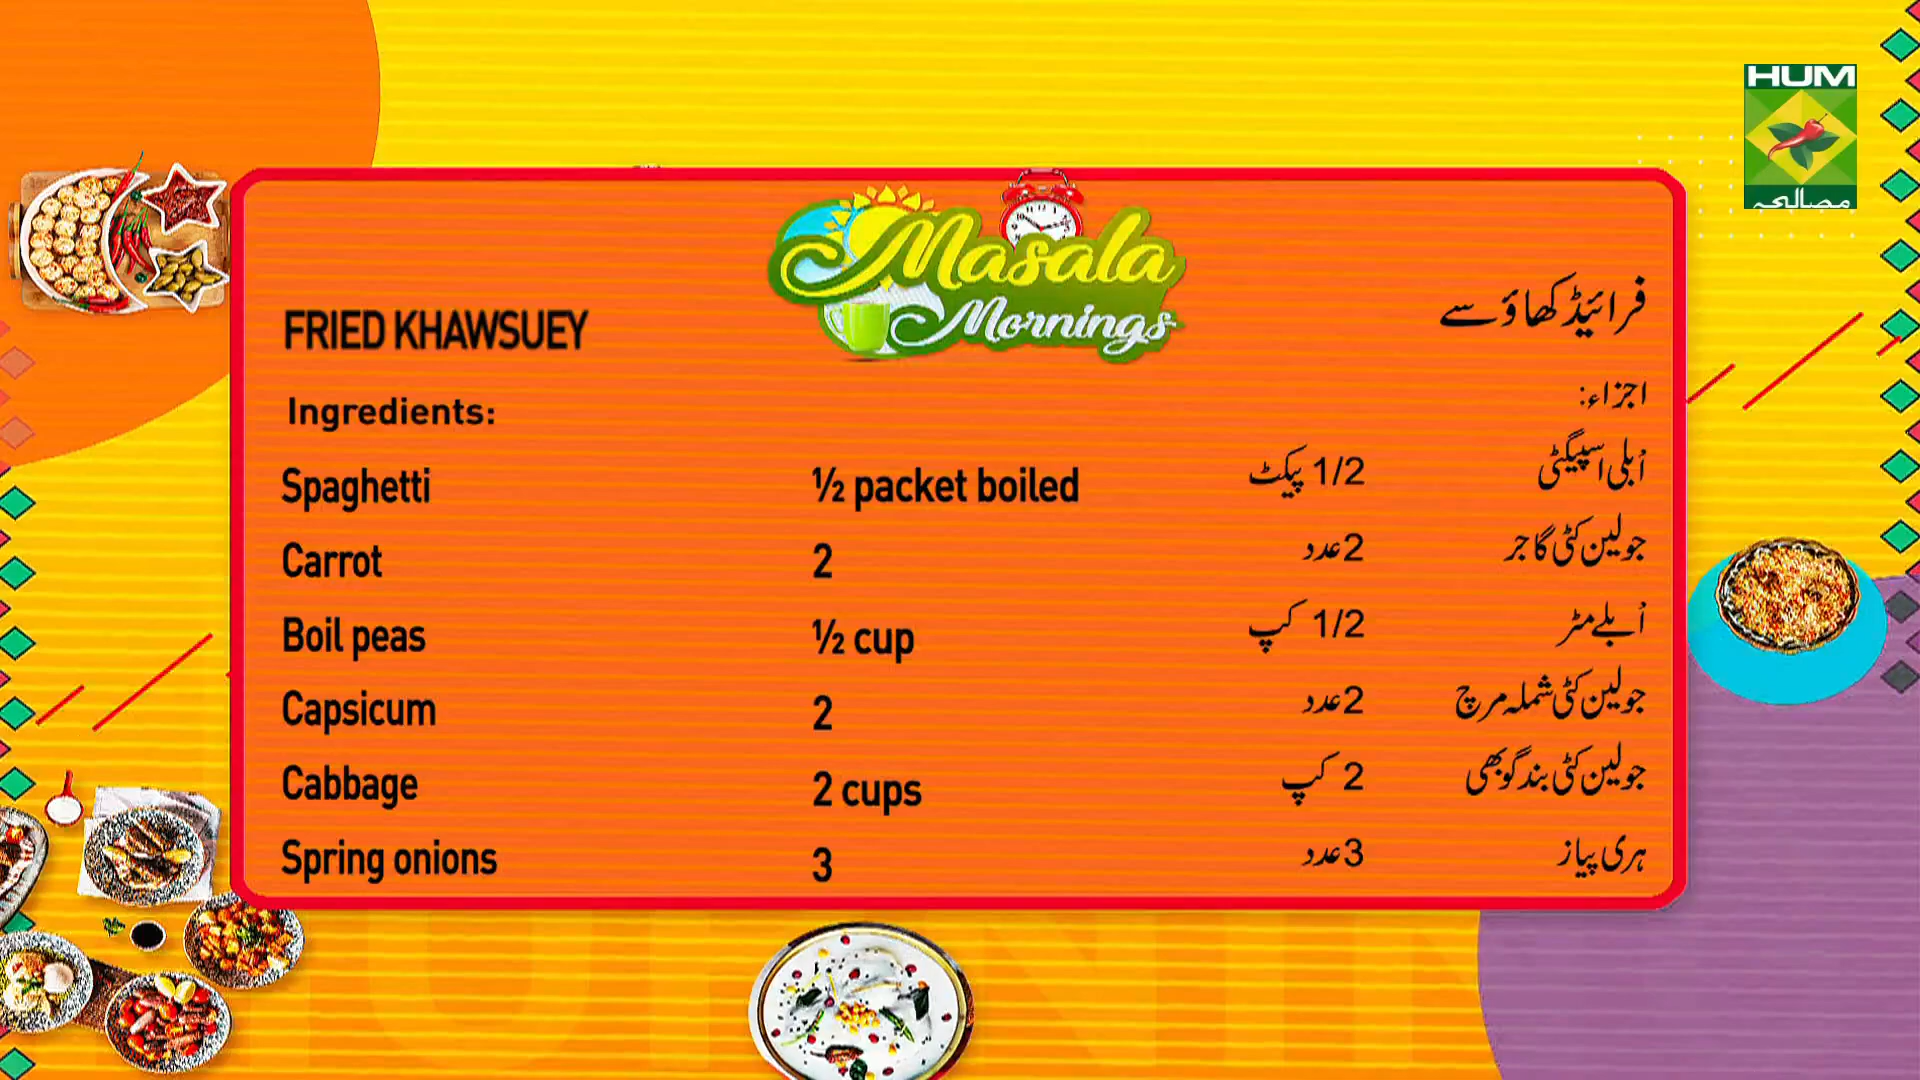 HUM
مصالحہ
Masala
Mornings
FRIED KHAWSUEY
فرائیڈ کھاؤسے
Ingredients:
اجزاء:
Spaghetti ½ packet boiled 1/2 پیکٹ اُبلی اسپیگٹی
Carrot 2 2عدد جولین کٹی گاجر
Boil peas ½ cup 1/2 کپ اُبلے مٹر
Capsicum 2 2عدد جولین کٹی شملہ مرچ
Cabbage 2 cups 2 کپ جولین کٹی بند گوبھی
Spring onions 3 3عدد ہری پیاز